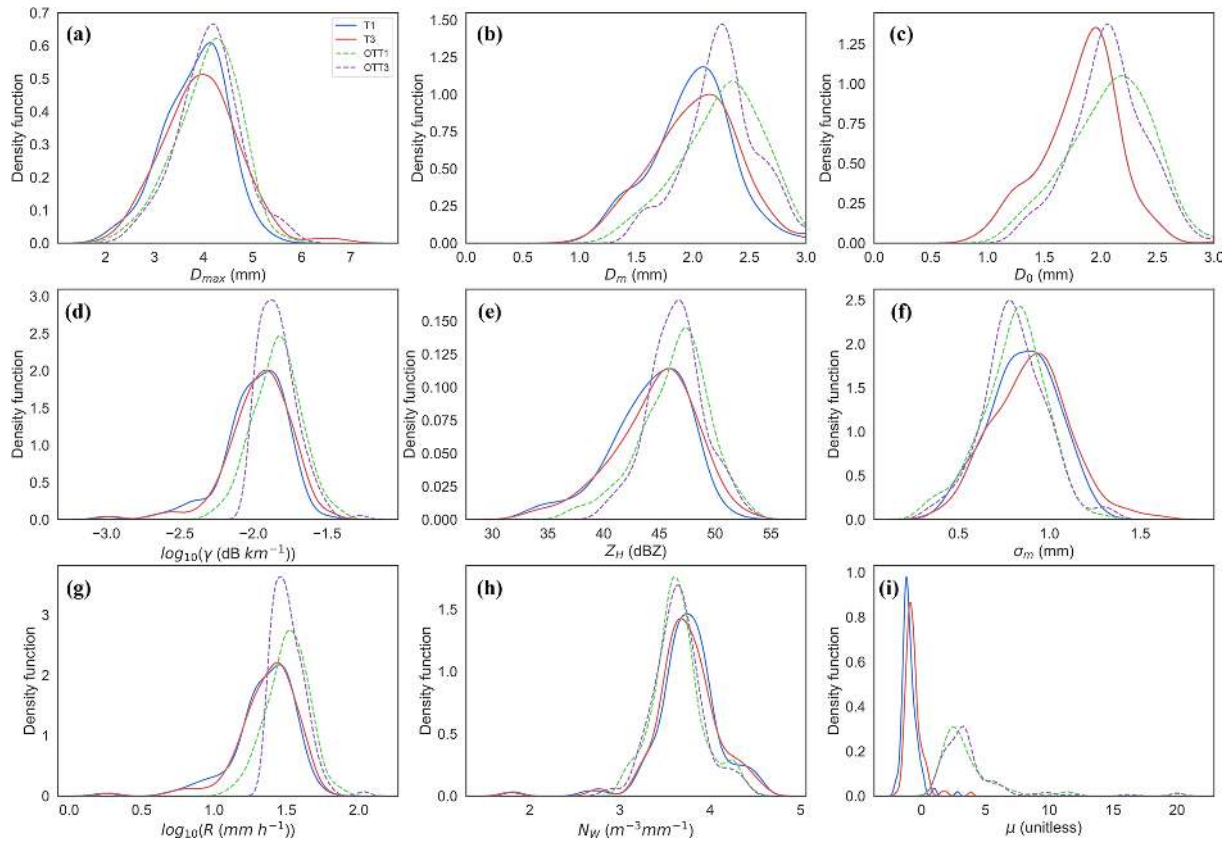 (a)
0.7
0.6
0.5
0.4
0.3
0.2
0.1
0.0
Density function
2 3 4 5 6 7
D_max (mm)
T1
T3
OTT1
OTT3
(b)
1.50
1.25
1.00
0.75
0.50
0.25
0.00
Density function
0.0 0.5 1.0 1.5 2.0 2.5 3.0
D_m (mm)
(c)
1.25
1.00
0.75
0.50
0.25
0.00
Density function
0.0 0.5 1.0 1.5 2.0 2.5 3.0
D_0 (mm)
(d)
3.0
2.5
2.0
1.5
1.0
0.5
0.0
Density function
−3.0 −2.5 −2.0 −1.5
log_10(γ (dB km^−1))
(e)
0.150
0.125
0.100
0.075
0.050
0.025
0.000
Density function
30 35 40 45 50 55
Z_H (dBZ)
(f)
2.5
2.0
1.5
1.0
0.5
0.0
Density function
0.5 1.0 1.5
σ_m (mm)
(g)
3
2
1
0
Density function
0.0 0.5 1.0 1.5 2.0
log_10(R (mm h^−1))
(h)
1.5
1.0
0.5
0.0
Density function
2 3 4 5
N_W (m^−3mm^−1)
(i)
1.0
0.8
0.6
0.4
0.2
0.0
Density function
0 5 10 15 20
μ (unitless)